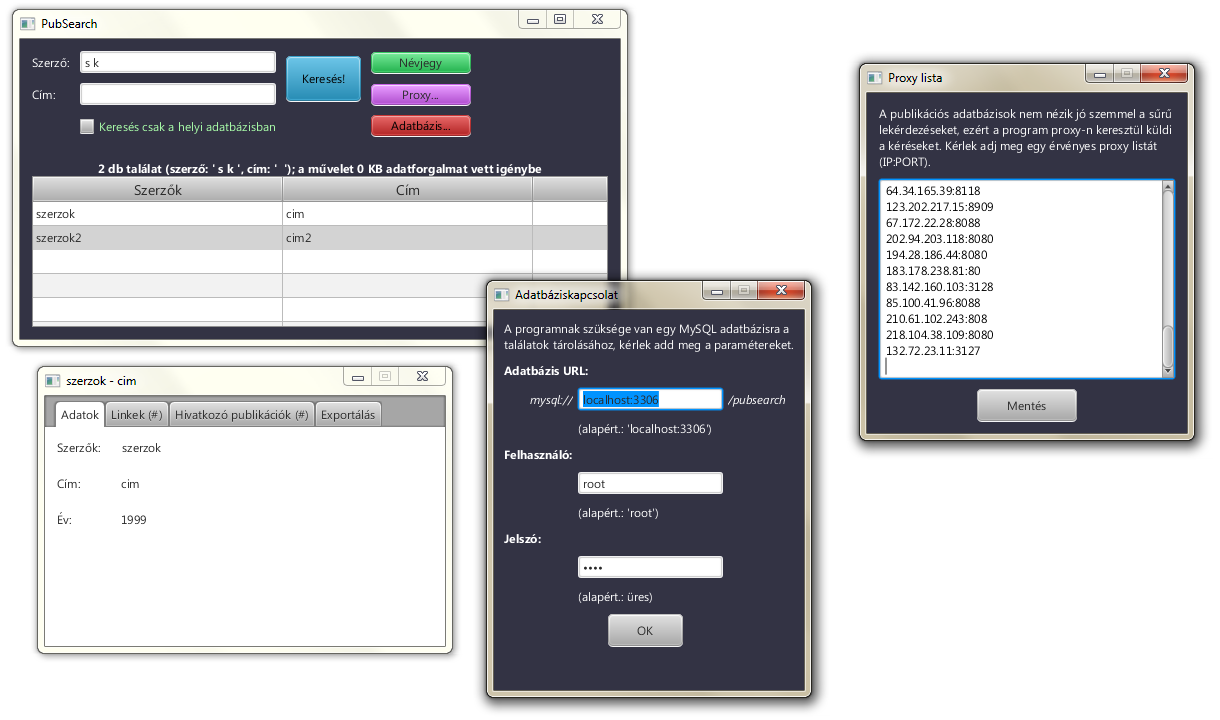 PubSearch
Szerző:
s k
Keresés!
Névjegy
Cím:
Proxy...
Keresés csak a helyi adatbázisban
Adatbázis...
2 db találat (szerző: ' s k ', cím: '  '); a művelet 0 KB adatforgalmat vett igénybe
Szerzők
Cím
szerzok
cim
szerzok2
cim2
szerzok - cim
Adatok
Linkek (#)
Hivatkozó publikációk (#)
Exportálás
Szerzők:
szerzok
Cím:
cim
Év:
1999
Adatbáziskapcsolat
A programnak szüksége van egy MySQL adatbázisra a
találatok tárolásához, kérlek add meg a paramétereket.
Adatbázis URL:
mysql://
localhost:3306
/pubsearch
(alapért.: 'localhost:3306')
Felhasználó:
root
(alapért.: 'root')
Jelszó:
••••
(alapért.: üres)
OK
Proxy lista
A publikációs adatbázisok nem nézik jó szemmel a sűrű
lekérdezéseket, ezért a program proxy-n keresztül küldi
a kéréseket. Kérlek adj meg egy érvényes proxy listát
(IP:PORT).
64.34.165.39:8118
123.202.217.15:8909
67.172.22.28:8088
202.94.203.118:8080
194.28.186.44:8080
183.178.238.81:80
83.142.160.103:3128
85.100.41.96:8088
210.61.102.243:808
218.104.38.109:8080
132.72.23.11:3127
Mentés